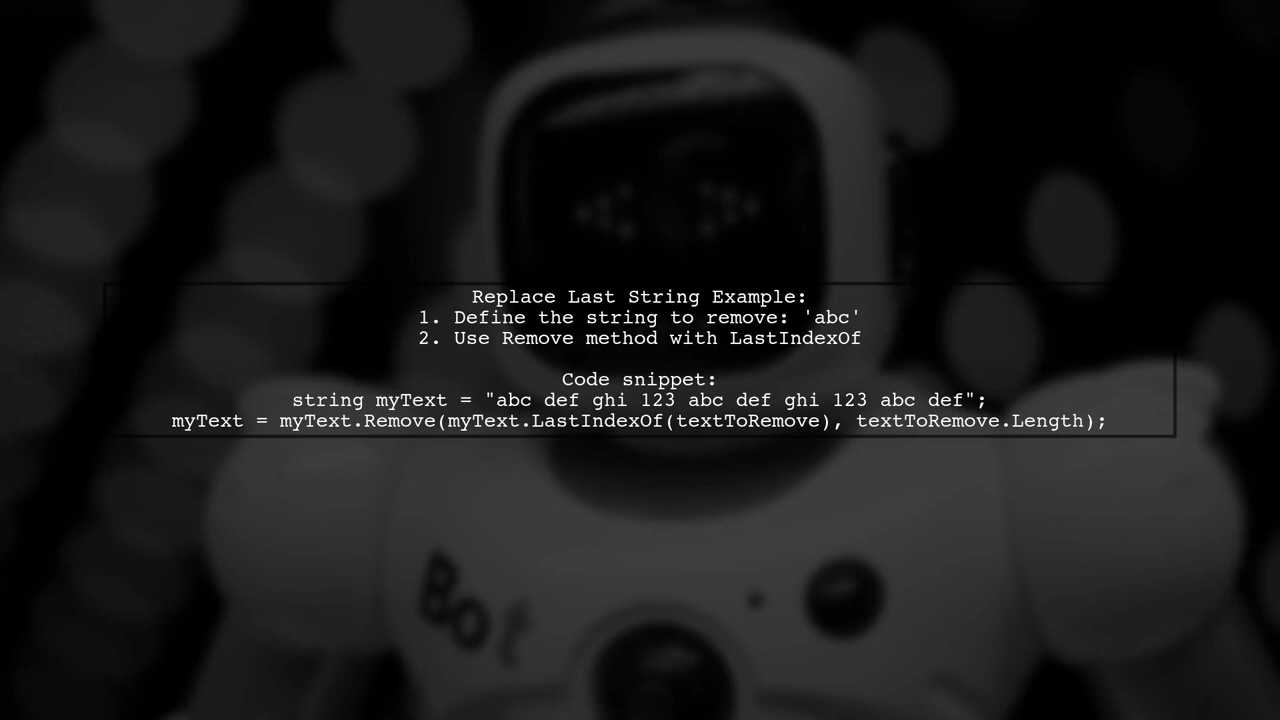 Replace Last String Example:
1. Define the string to remove: 'abc'
2. Use Remove method with LastIndexOf
Code snippet:
string myText = "abc def ghi 123 abc def ghi 123 abc def";
myText = myText.Remove(myText.LastIndexOf(textToRemove), textToRemove.Length);
Bot